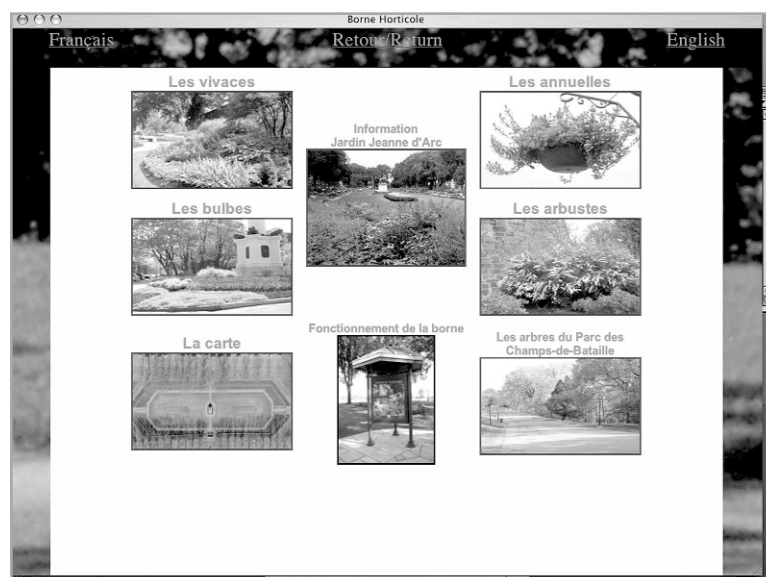 Borne Horticole
Français
Retour/Return
English
Les vivaces
Information
Jardin Jeanne d'Arc
Les annuelles
Les bulbes
Les arbustes
La carte
Fonctionnement de la borne
Les arbres du Parc des
Champs-de-Bataille